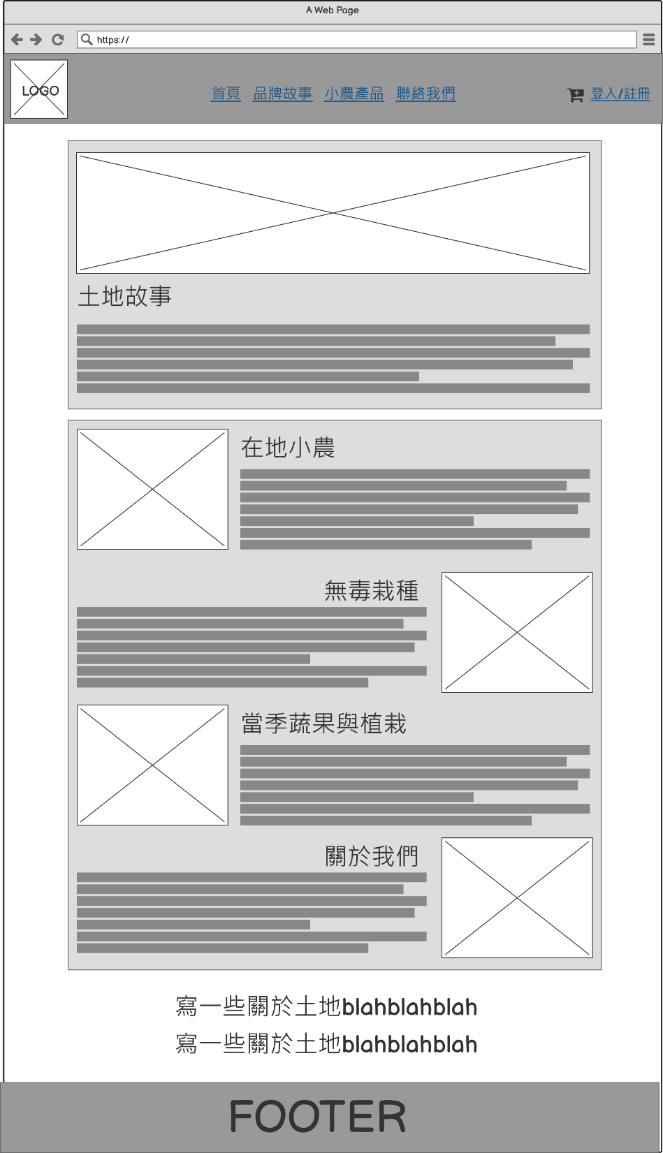 A Web Page
https://
LOGO
首頁 品牌故事 小農產品 聯絡我們 登入/註冊
土地故事
在地小農
無毒栽種
當季蔬果與植栽
關於我們
寫一些關於土地blahblahblah
寫一些關於土地blahblahblah
FOOTER